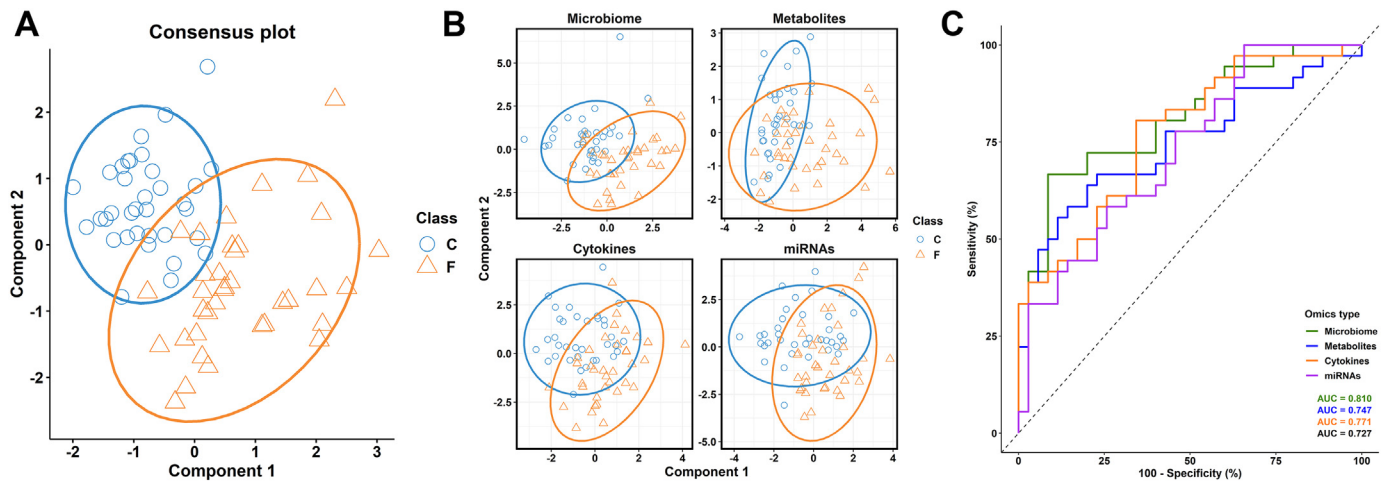 A
Consensus plot
Component 2
2
1
0
-1
-2
-2
-1
0
1
2
3
Component 1
Class
C
F
B
Component 2
Microbiome
5.0
2.5
0.0
-2.5
-2.5
0.0
2.5
Metabolites
3
2
1
0
-1
-2
-4
-2
0
2
4
6
Cytokines
2.5
0.0
-2.5
-2
0
2
4
miRNAs
2.5
0.0
-2.5
-5.0
-4
-2
0
2
4
Component 1
Class
C
F
C
Sensitivity (%)
100
75
50
25
0
0
25
50
75
100
100 - Specificity (%)
Omics type
Microbiome
Metabolites
Cytokines
miRNAs
AUC = 0.810
AUC = 0.747
AUC = 0.771
AUC = 0.727